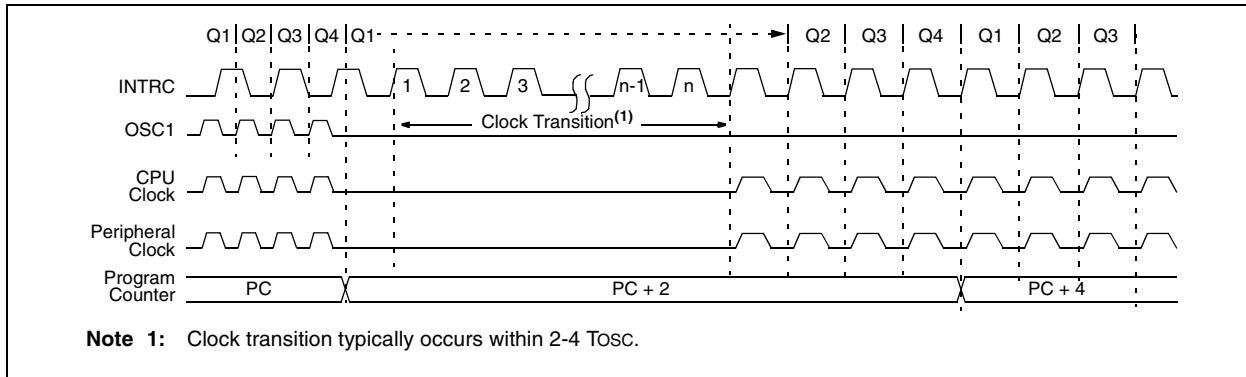 Q1 Q2 Q3 Q4 Q1 Q2 Q3 Q4 Q1 Q2 Q3
INTRC 1 2 3 n-1 n
OSC1 Clock Transition(1)
CPU
Clock
Peripheral
Clock
Program
Counter PC PC + 2 PC + 4
Note 1: Clock transition typically occurs within 2-4 TOSC.